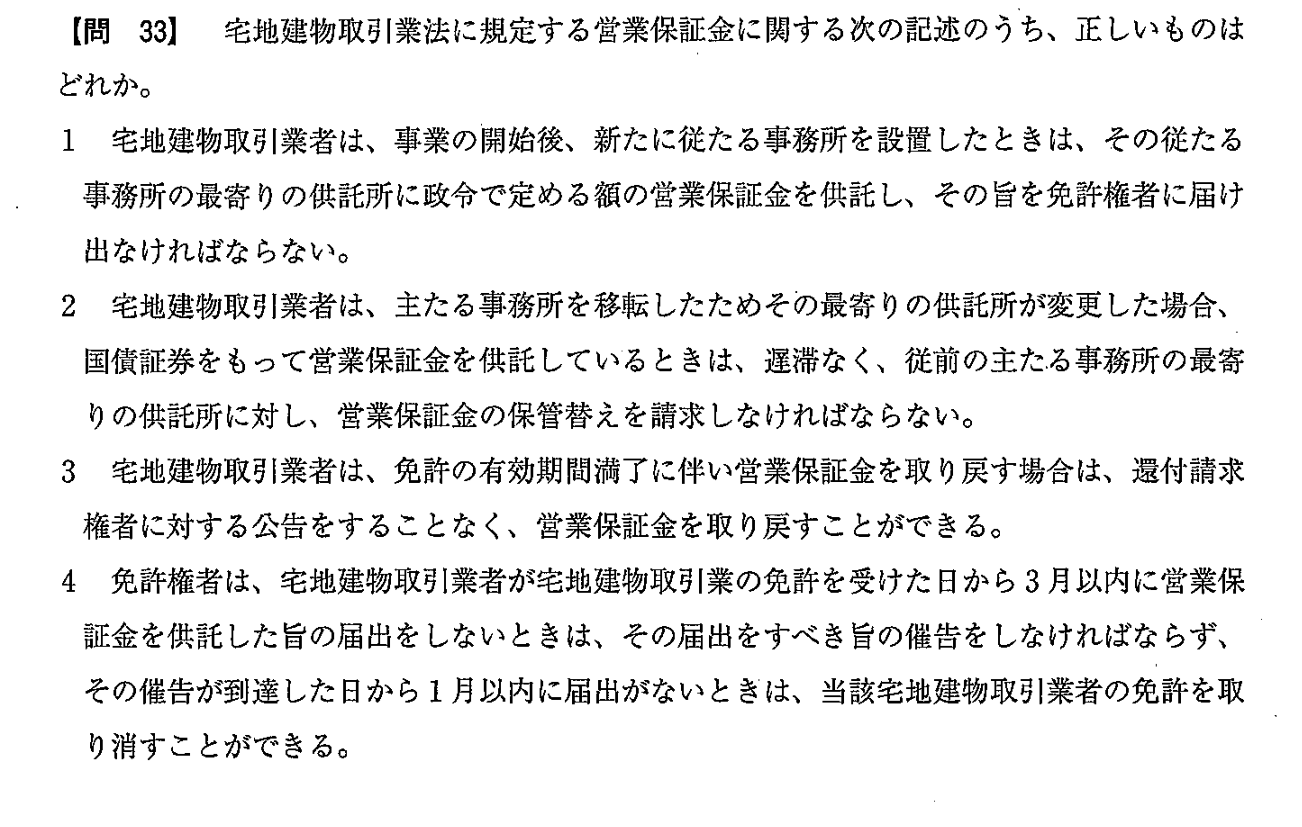 【問 33】 宅地建物取引業法に規定する営業保証金に関する次の記述のうち、正しいものは
どれか。
1 宅地建物取引業者は、事業の開始後、新たに従たる事務所を設置したときは、その従たる
事務所の最寄りの供託所に政令で定める額の営業保証金を供託し、その旨を免許権者に届け
出なければならない。
2 宅地建物取引業者は、主たる事務所を移転したためその最寄りの供託所が変更した場合、
国債証券をもって営業保証金を供託しているときは、遅滞なく、従前の主たる事務所の最寄
りの供託所に対し、営業保証金の保管替えを請求しなければならない。
3 宅地建物取引業者は、免許の有効期間満了に伴い営業保証金を取り戻す場合は、還付請求
権者に対する公告をすることなく、営業保証金を取り戻すことができる。
4 免許権者は、宅地建物取引業者が宅地建物取引業の免許を受けた日から3月以内に営業保
証金を供託した旨の届出をしないときは、その届出をすべき旨の催告をしなければならず、
その催告が到達した日から1月以内に届出がないときは、当該宅地建物取引業者の免許を取
り消すことができる。